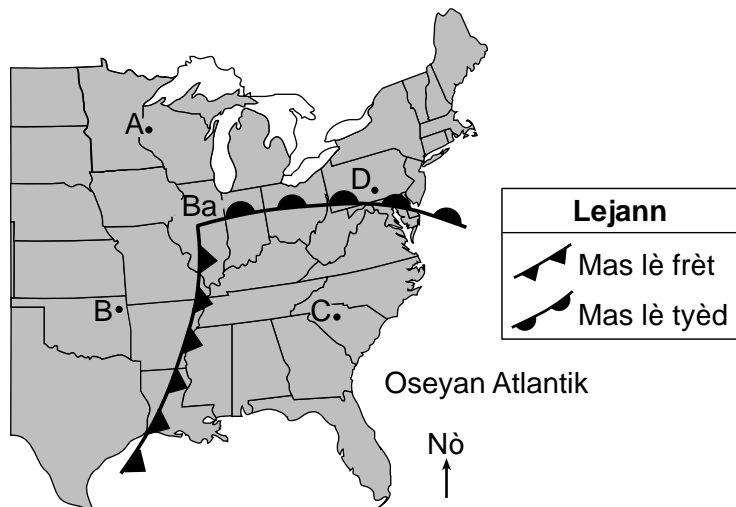 A
D
Ba
B
C
Oseyan Atlantik
Nò
Lejann
Mas lè frèt
Mas lè tyèd